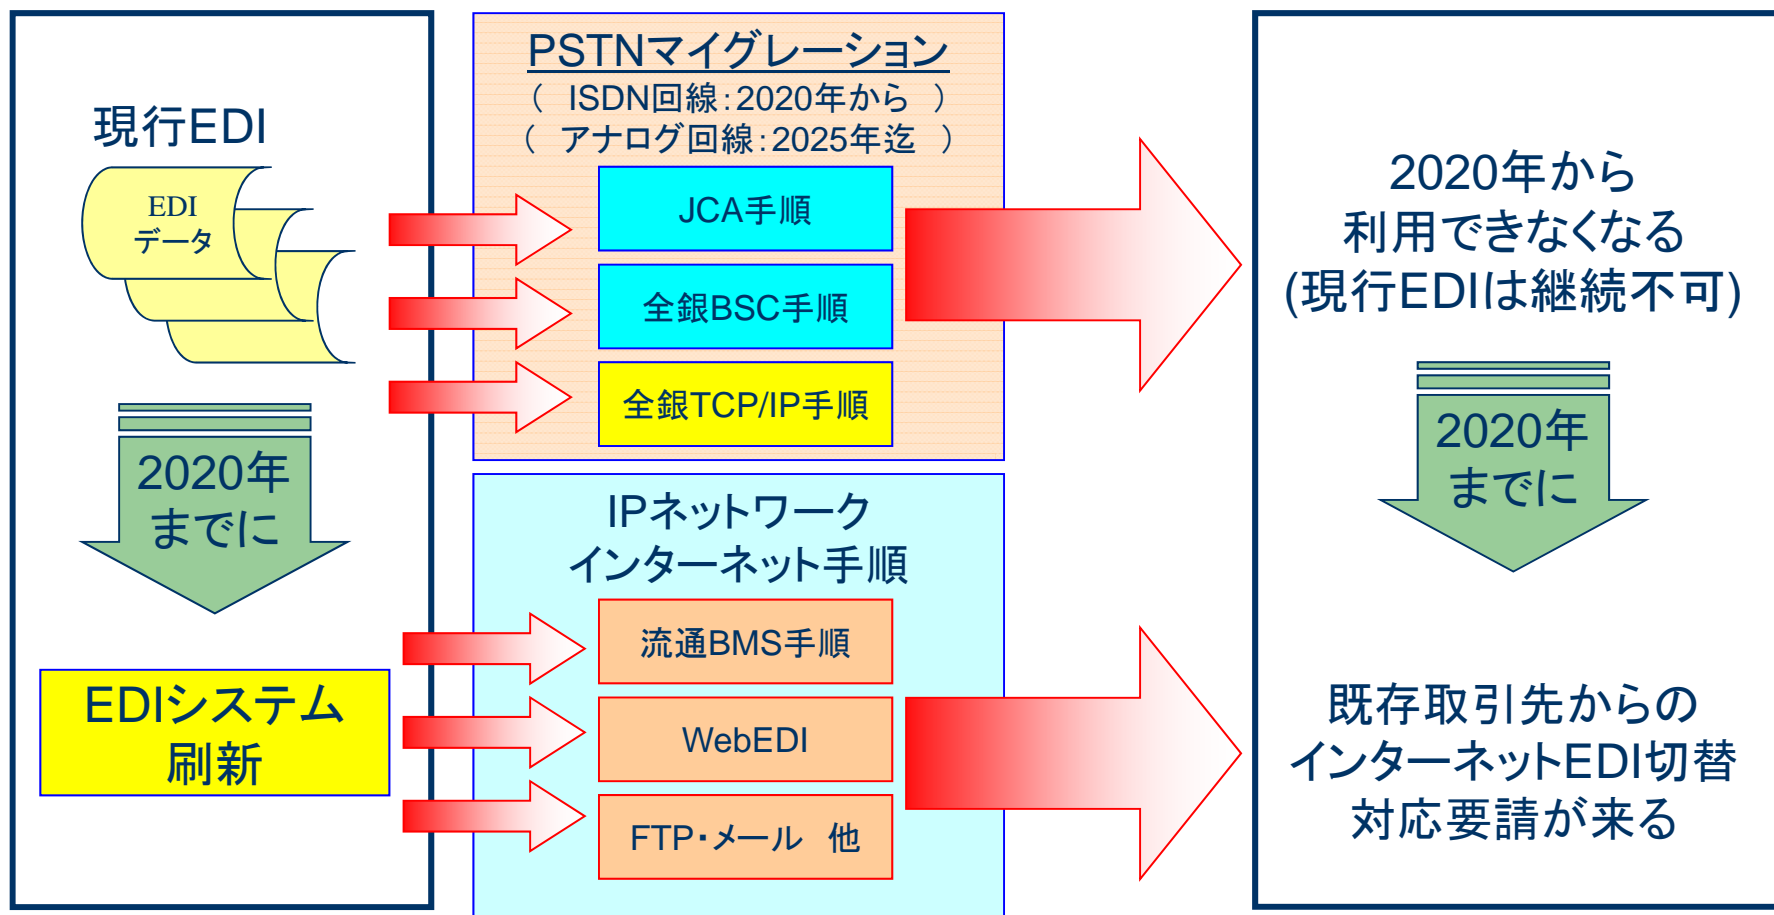 現行EDI
EDI
データ
2020年
までに
EDIシステム
刷新
PSTNマイグレーション
（ ISDN回線：2020年から ）
（ アナログ回線：2025年迄 ）
JCA手順
全銀BSC手順
全銀TCP/IP手順
IPネットワーク
インターネット手順
流通BMS手順
WebEDI
FTP・メール 他
2020年から
利用できなくなる
(現行EDIは継続不可)
2020年
までに
既存取引先からの
インターネットEDI切替
対応要請が来る